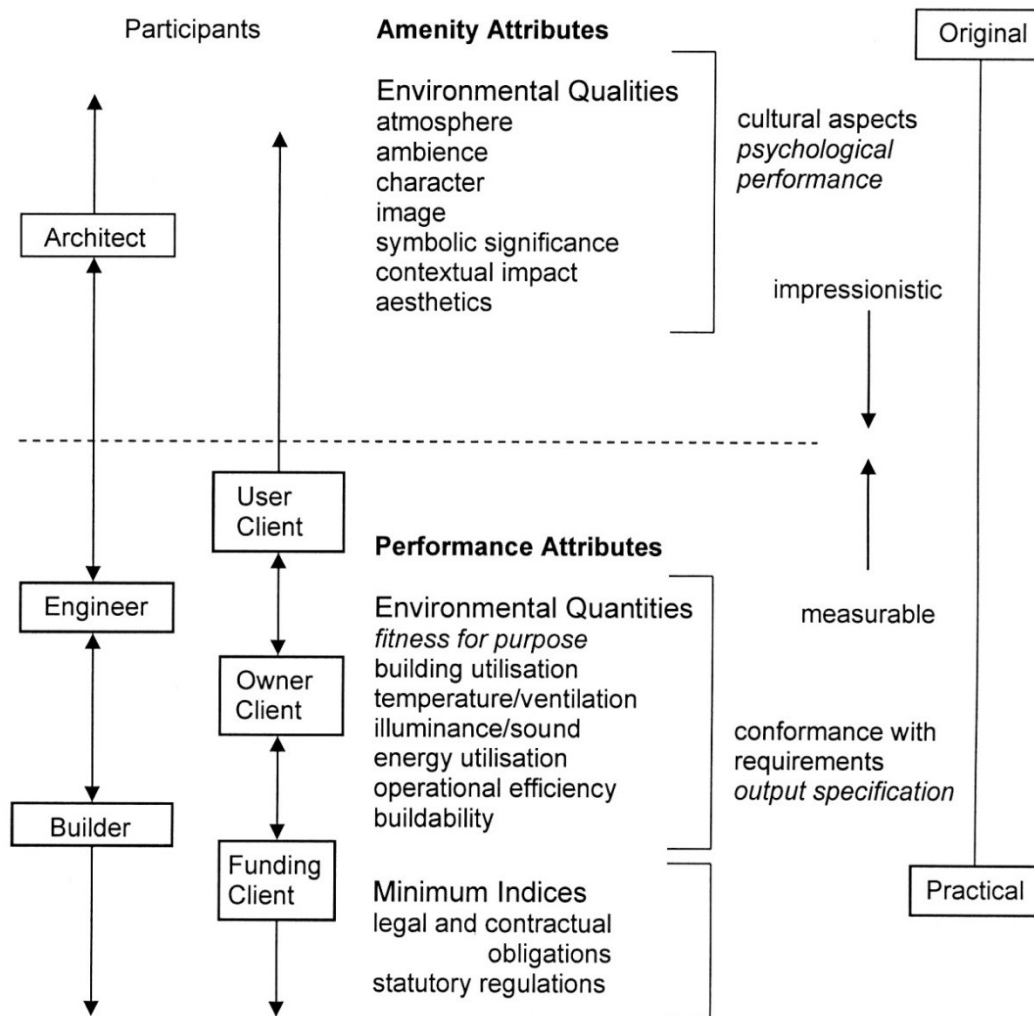 Participants
Amenity Attributes
Original
Environmental Qualities
atmosphere
ambience
character
image
symbolic significance
contextual impact
aesthetics
cultural aspects
psychological
performance
Architect
impressionistic
User
Client
Performance Attributes
Engineer
Environmental Quantities
fitness for purpose
building utilisation
temperature/ventilation
illuminance/sound
energy utilisation
operational efficiency
buildability
measurable
Owner
Client
conformance with
requirements
output specification
Builder
Funding
Client
Minimum Indices
legal and contractual
obligations
statutory regulations
Practical